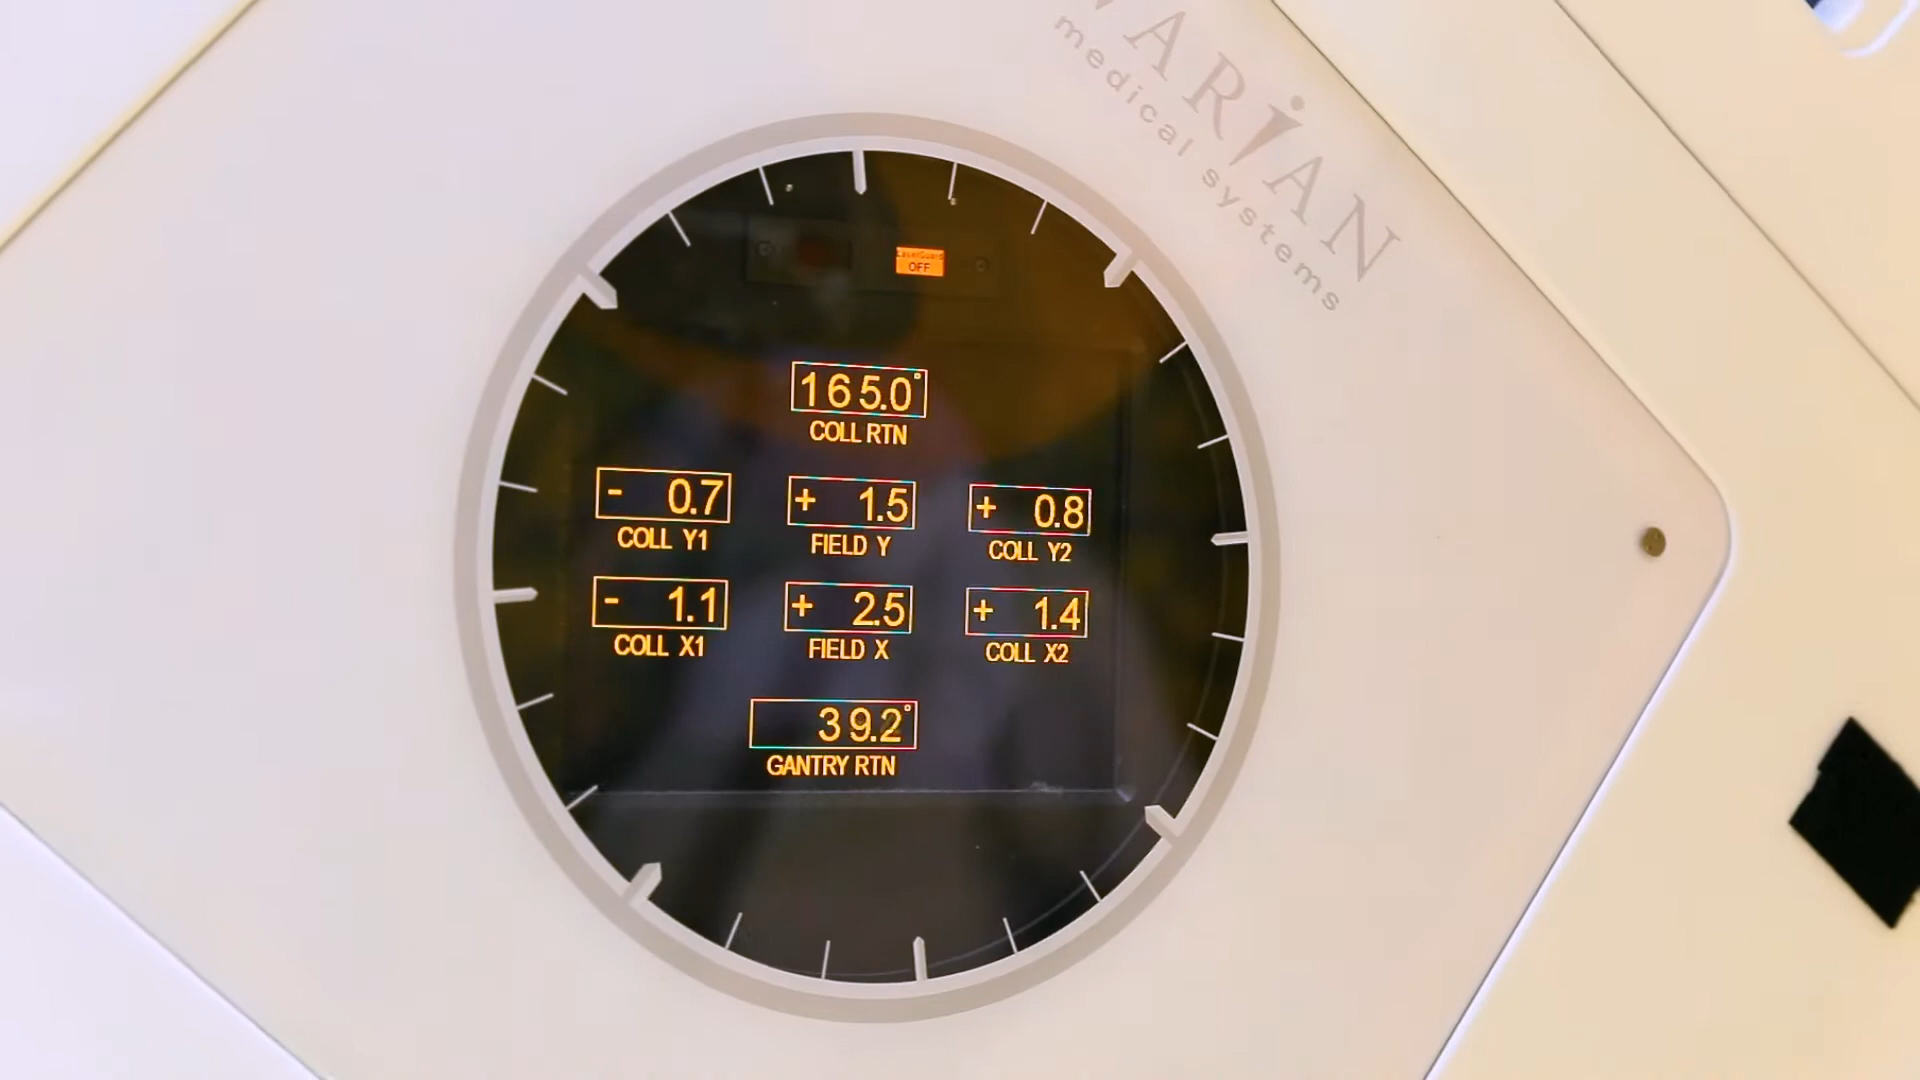 VARIAN
medical systems
LaserGuard
OFF
165.0°
COLL RTN
- 0.7
COLL Y1
+ 1.5
FIELD Y
+ 0.8
COLL Y2
- 1.1
COLL X1
+ 2.5
FIELD X
+ 1.4
COLL X2
39.2°
GANTRY RTN